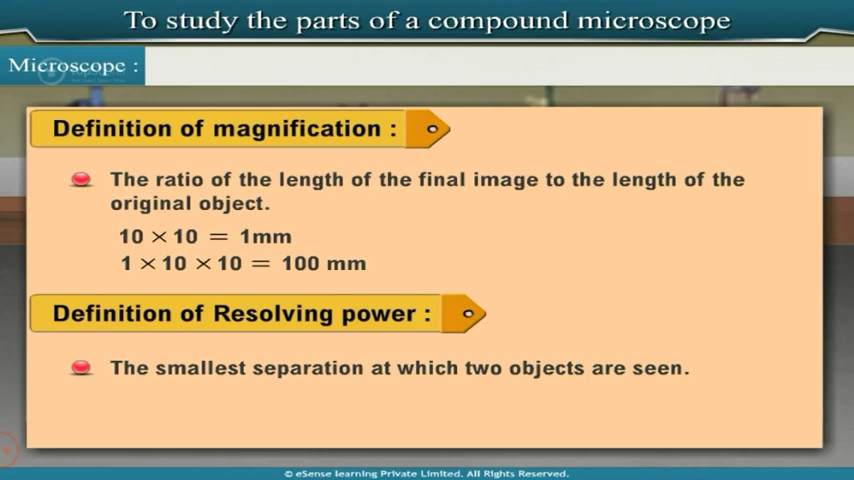 To study the parts of a compound microscope
Microscope :
Definition of magnification :
The ratio of the length of the final image to the length of the
original object.
10 × 10 = 1mm
1 × 10 × 10 = 100 mm
Definition of Resolving power :
The smallest separation at which two objects are seen.
© eSense learning Private Limited. All Rights Reserved.